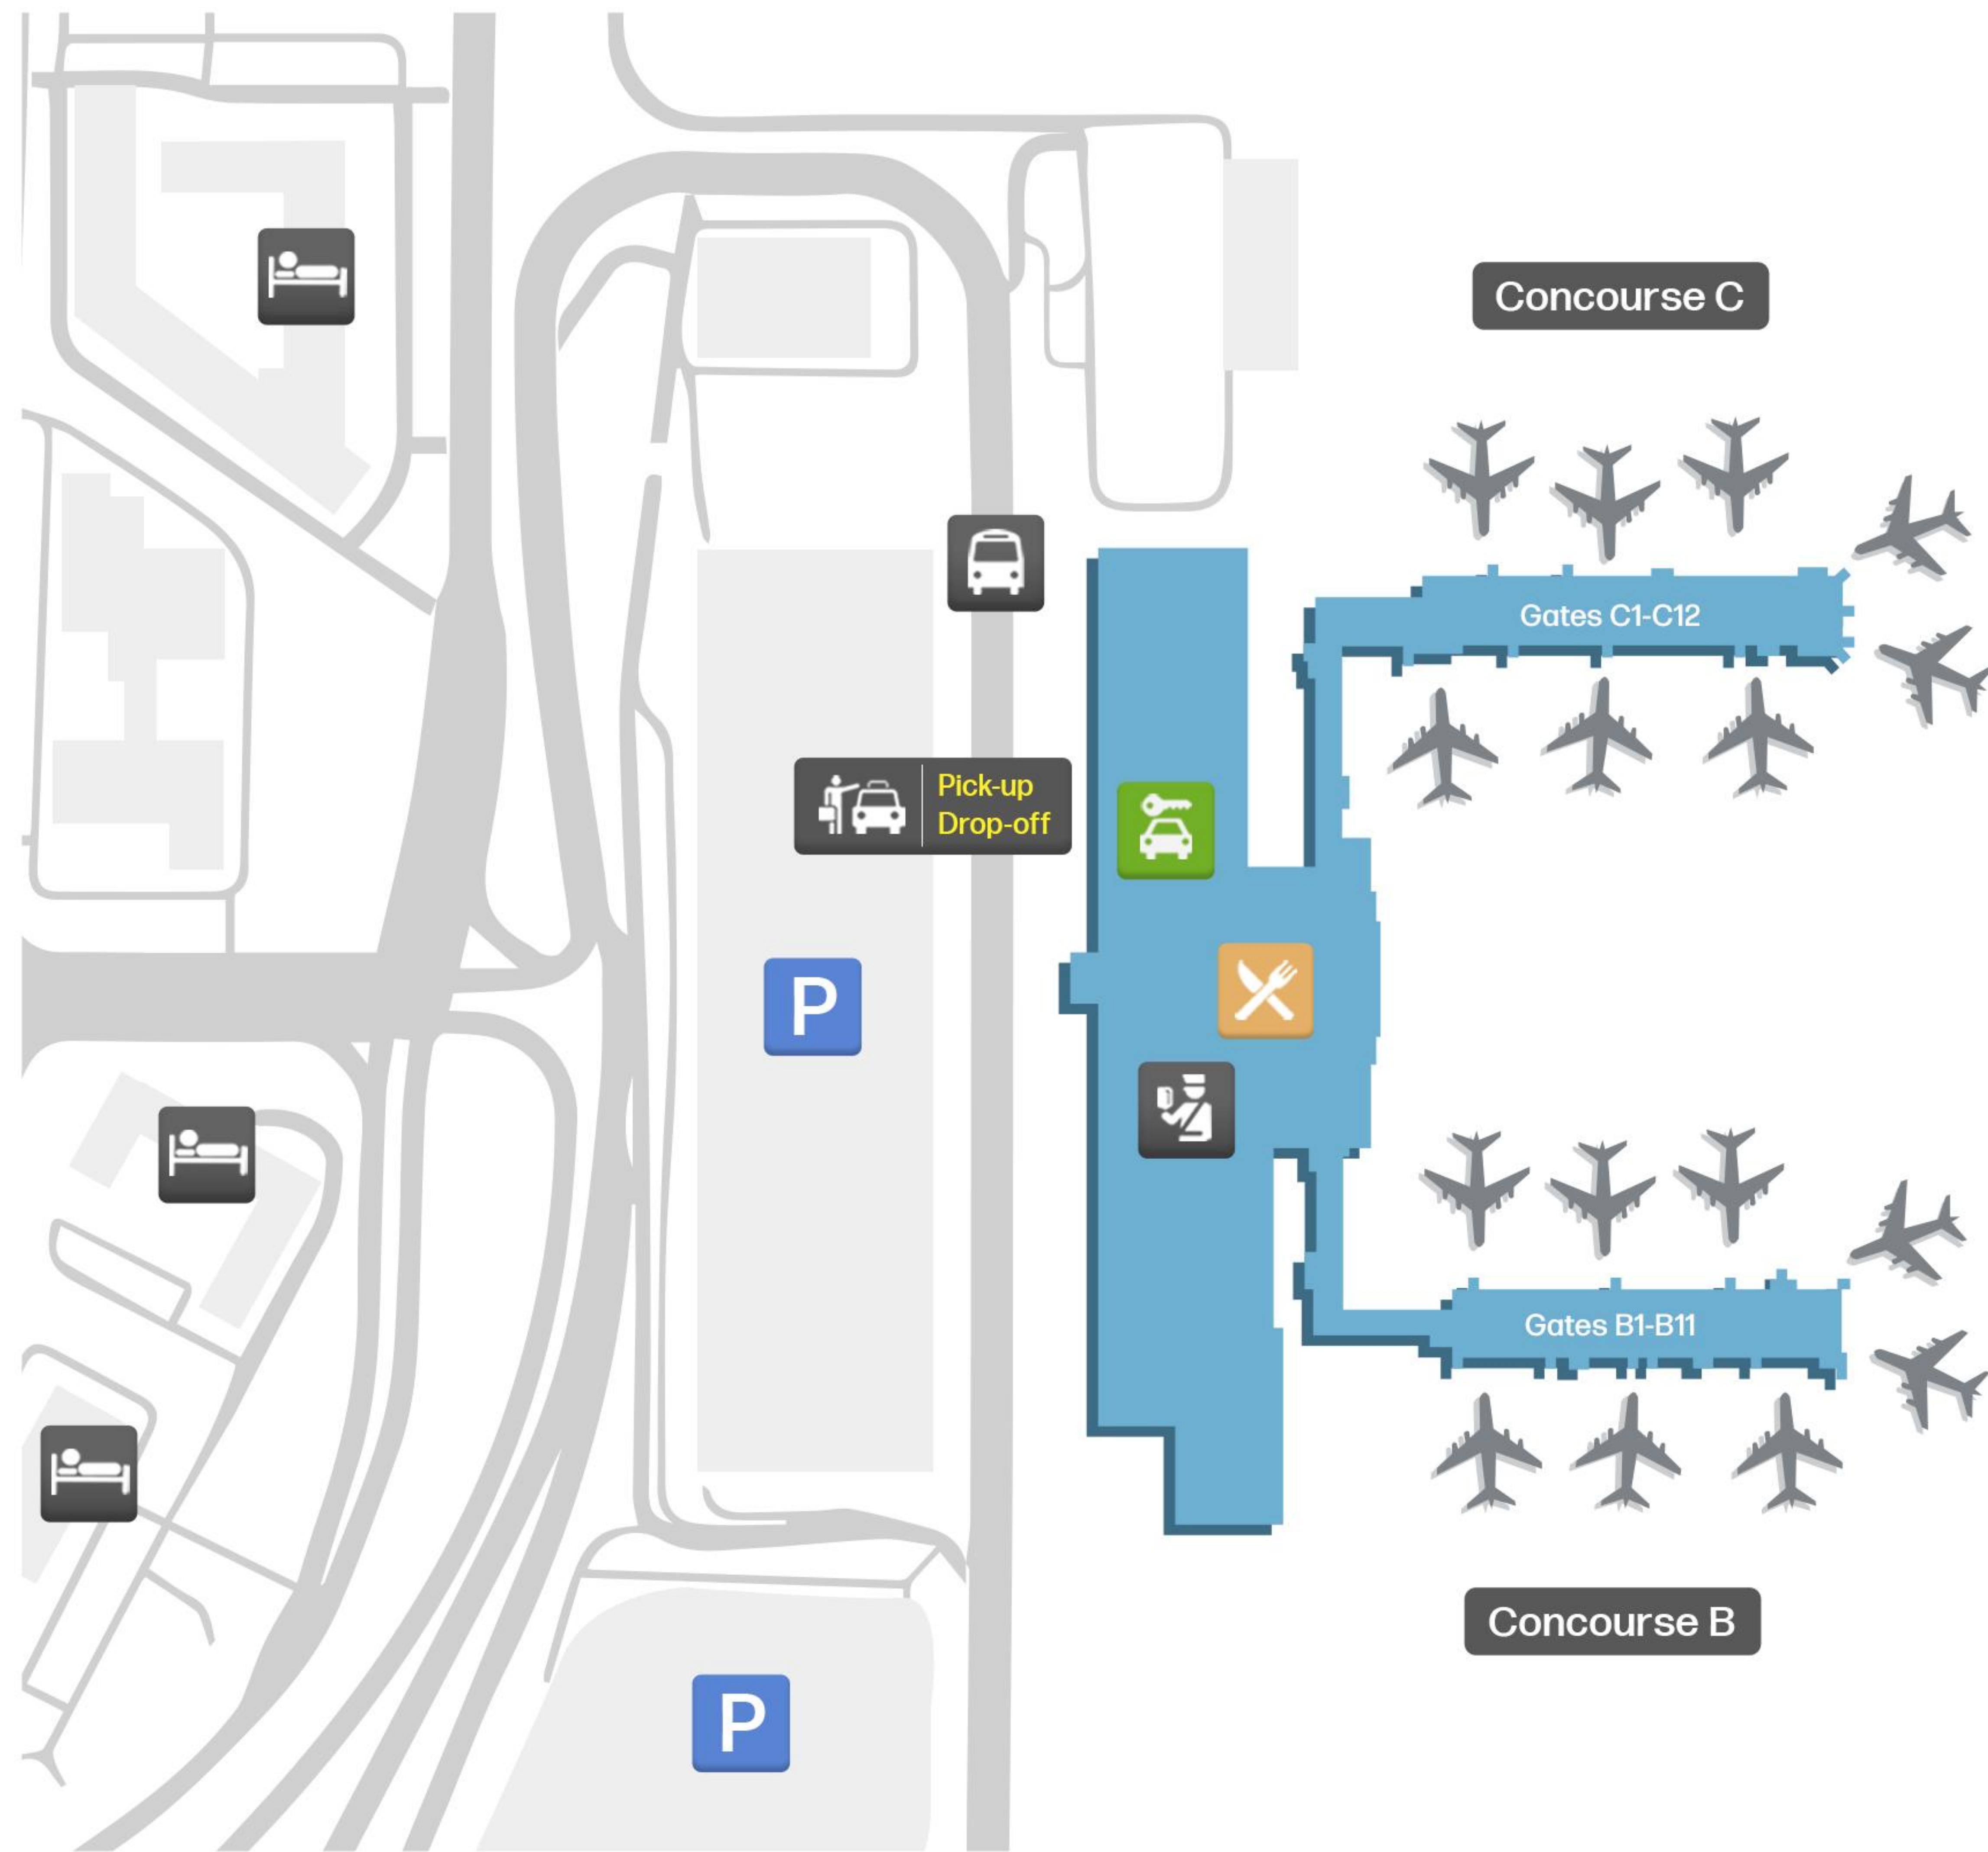 Concourse C
Gates C1-C12
Pick-up
Drop-off
P
Gates B1-B11
Concourse B
P